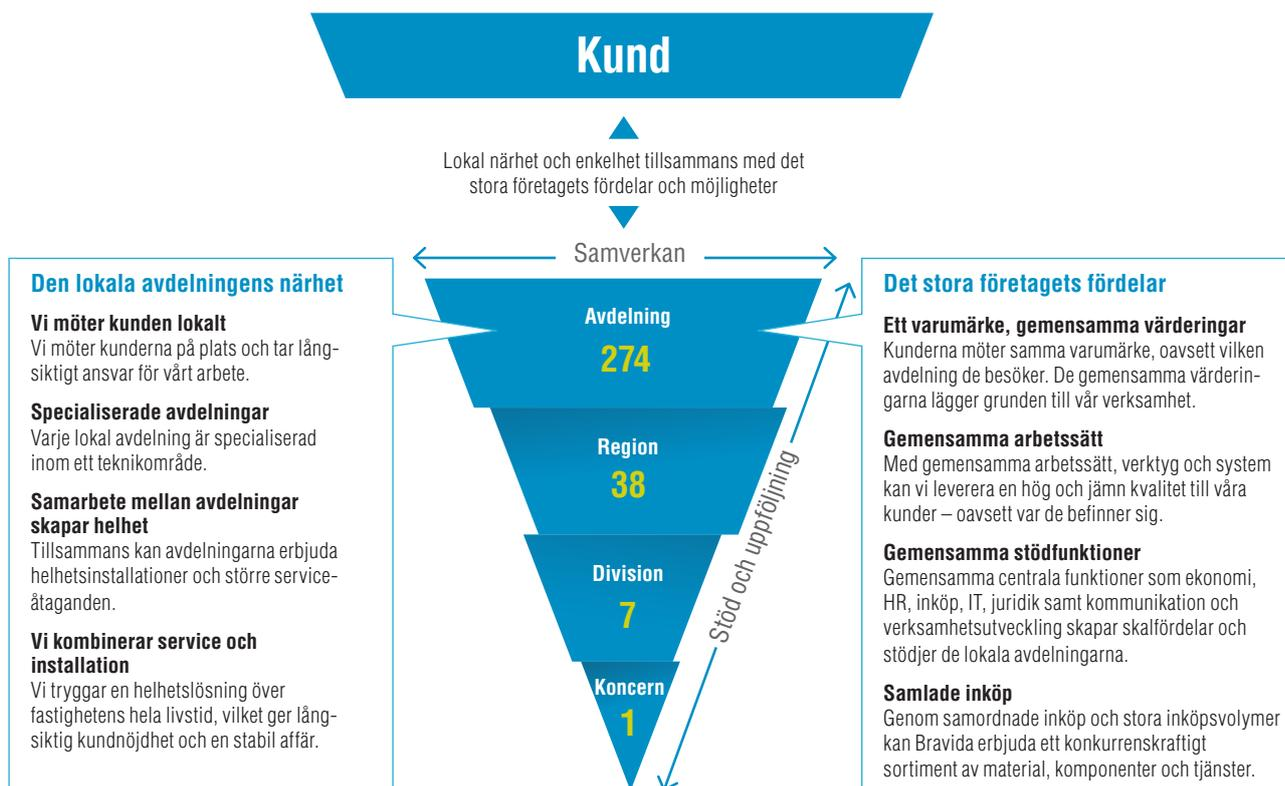 Kund
Lokal närhet och enkelhet tillsammans med det
stora företagets fördelar och möjligheter
Samverkan
Den lokala avdelningens närhet
Vi möter kunden lokalt
Vi möter kunderna på plats och tar lång-
siktigt ansvar för vårt arbete.
Specialiserade avdelningar
Varje lokal avdelning är specialiserad
inom ett teknikområde.
Samarbete mellan avdelningar
skapar helhet
Tillsammans kan avdelningarna erbjuda
helhetsinstallationer och större service-
åtaganden.
Vi kombinerar service och
installation
Vi tryggar en helhetslösning över
fastighetens hela livstid, vilket ger lång-
siktig kundnöjdhet och en stabil affär.
Avdelning
274
Region
38
Division
7
Koncern
1
Stöd och uppföljning
Det stora företagets fördelar
Ett varumärke, gemensamma värderingar
Kunderna möter samma varumärke, oavsett vilken
avdelning de besöker. De gemensamma värderin-
garna lägger grunden till vår verksamhet.
Gemensamma arbetssätt
Med gemensamma arbetssätt, verktyg och system
kan vi leverera en hög och jämn kvalitet till våra
kunder – oavsett var de befinner sig.
Gemensamma stödfunktioner
Gemensamma centrala funktioner som ekonomi,
HR, inköp, IT, juridik samt kommunikation och
verksamhetsutveckling skapar skalfördelar och
stödjer de lokala avdelningarna.
Samlade inköp
Genom samordnade inköp och stora inköpsvolymer
kan Bravida erbjuda ett konkurrenskraftigt
sortiment av material, komponenter och tjänster.